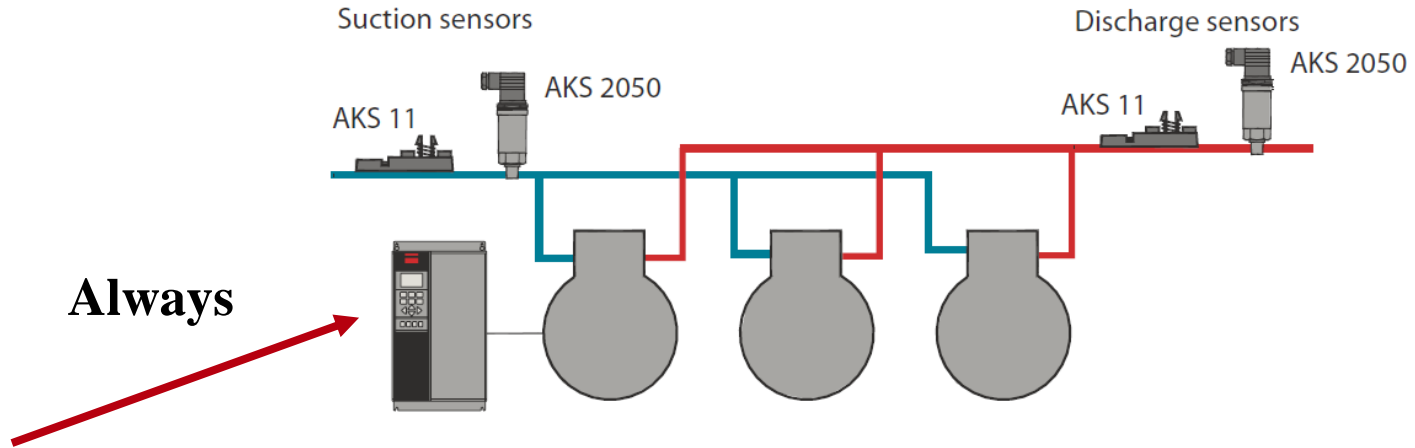 Suction sensors
Discharge sensors
AKS 2050
AKS 2050
AKS 11
AKS 11
Always